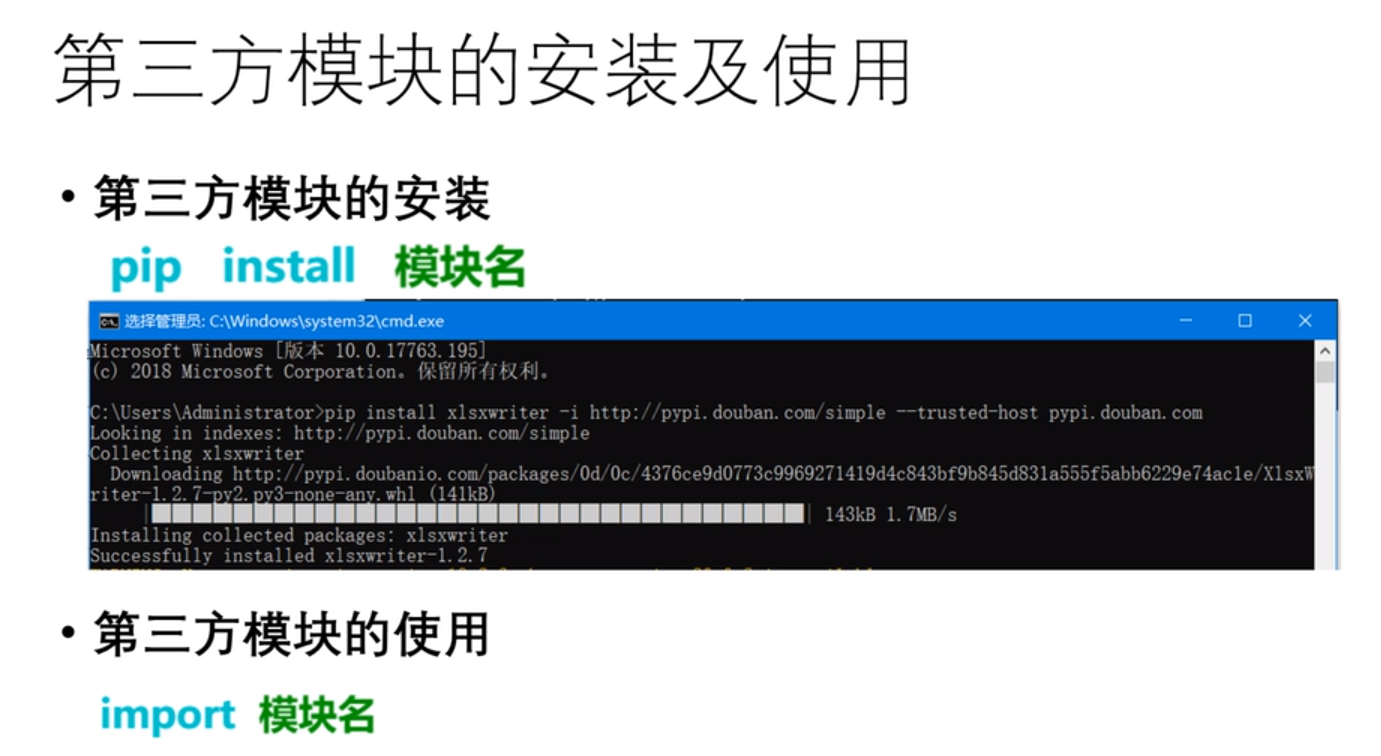 第三方模块的安装及使用
• 第三方模块的安装
pip install 模块名
选择管理员: C:\Windows\system32\cmd.exe
Microsoft Windows [版本 10.0.17763.195]
(c) 2018 Microsoft Corporation。保留所有权利。
C:\Users\Administrator>pip install xlsxwriter -i http://pypi.douban.com/simple --trusted-host pypi.douban.com
Looking in indexes: http://pypi.douban.com/simple
Collecting xlsxwriter
Downloading http://pypi.doubanio.com/packages/0d/0c/4376ce9d0773c9969271419d4c843bf9b845d831a555f5abb6229e74ac1e/XlsxW
riter-1.2.7-py2.py3-none-any.whl (141kB)
143kB 1.7MB/s
Installing collected packages: xlsxwriter
Successfully installed xlsxwriter-1.2.7
• 第三方模块的使用
import 模块名